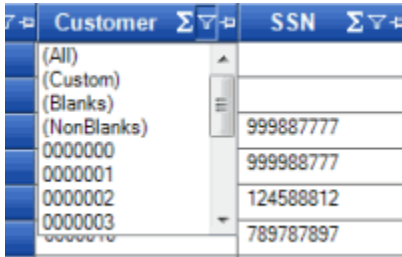 Customer Σ SSN Σ
(All)
(Custom)
(Blanks)
(NonBlanks) 999887777
0000000
0000001 999988777
0000002 124588812
0000003
789787897